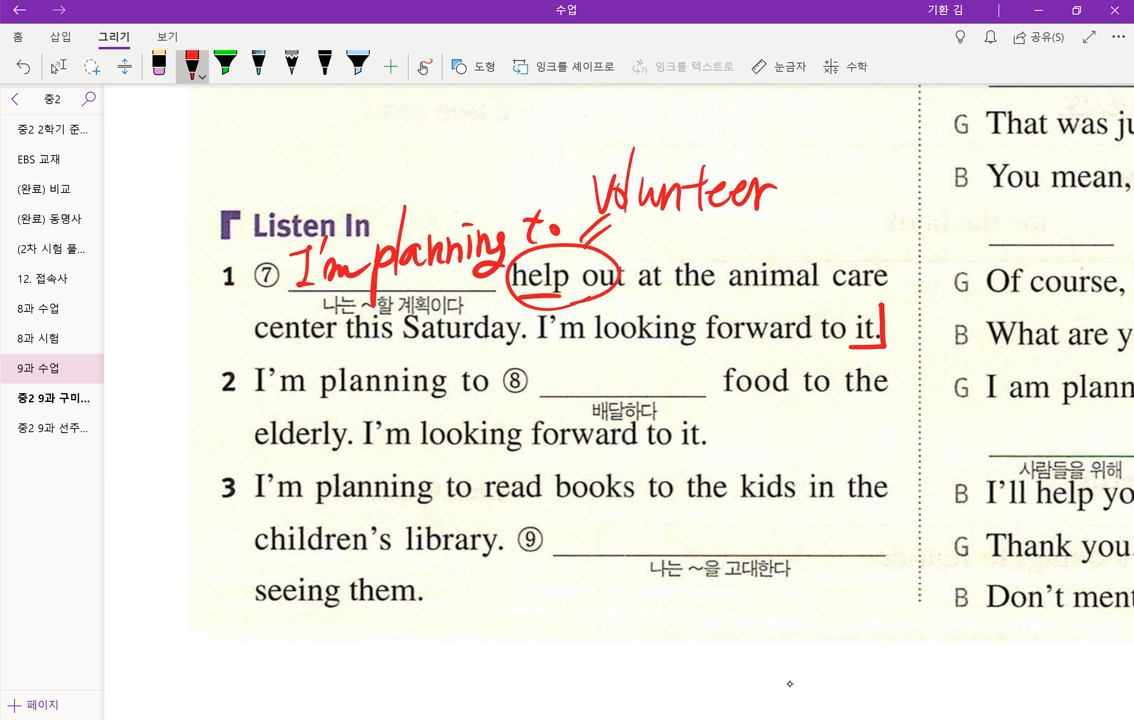 수업
기환 김
홈 삽입 그리기 보기
공유(S)
도형 잉크를 셰이프로 잉크를 텍스트로 눈금자 수학
중2
중2 2학기 준...
EBS 교재
(완료) 비교
(완료) 동명사
(2차 시험 풀...
12. 접속사
8과 수업
8과 시험
9과 수업
중2 9과 구미...
중2 9과 선주...
페이지
volunteer
Listen In
I'm planning to
1 ⑦ help out at the animal care
나는 ~할 계획이다
center this Saturday. I'm looking forward to it.
2 I'm planning to ⑧ food to the
배달하다
elderly. I'm looking forward to it.
3 I'm planning to read books to the kids in the
children's library. ⑨
나는 ~을 고대한다
seeing them.
G That was ju
B You mean,
G Of course,
B What are y
G I am plann
사람들을 위해
B I'll help yo
G Thank you.
B Don't ment